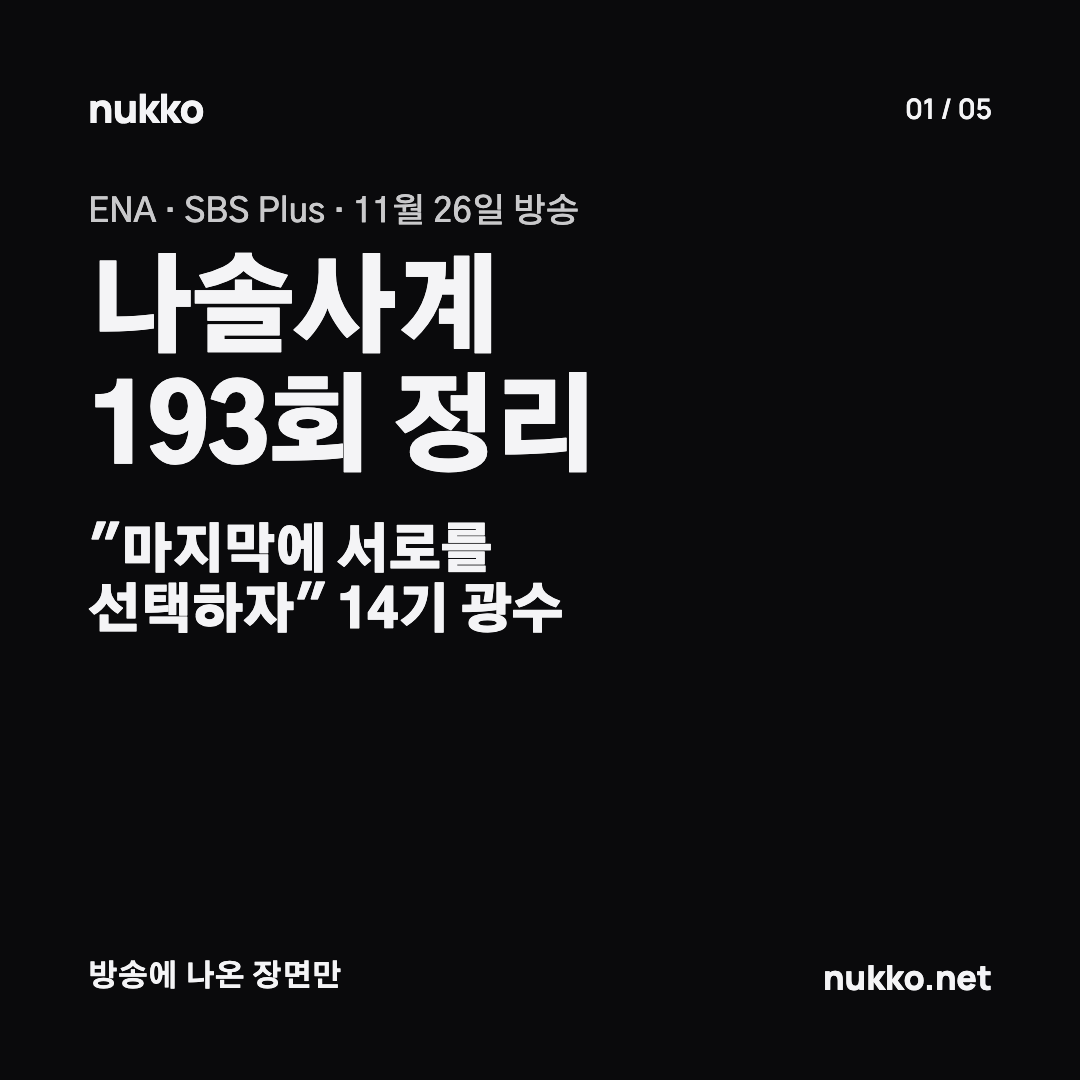 nukko
01 / 05
ENA · SBS Plus · 11월 26일 방송
나솔사계
193회 정리
"마지막에 서로를
선택하자" 14기 광수
방송에 나온 장면만
nukko.net